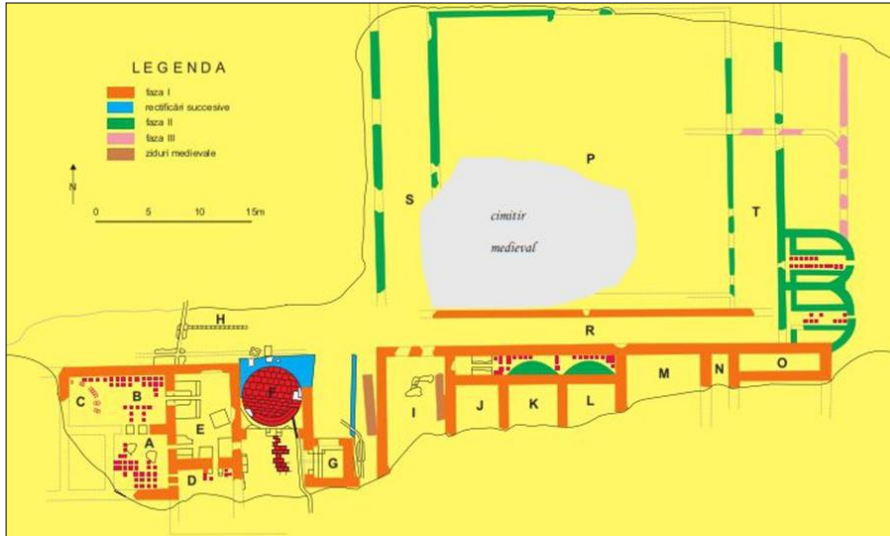 LEGENDA
faza I
rectificări succesive
faza II
faza III
ziduri medievale
N
0 5 10 15m
P
S
T
cimitir
medieval
H
R
C
B
F
E
A
D
G
I
J
K
L
M
N
O